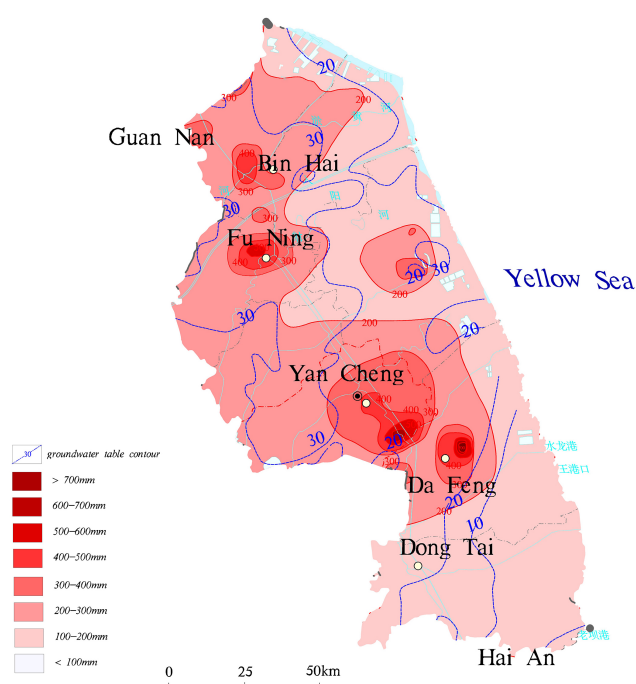 20
200
300
Guan Nan
30
400
Bin Hai
300
30
300
Fu Ning
400
300
20
30
200
Yellow Sea
30
200
20
Yan Cheng
400
400
300
30
20
300
400
水龙港
王港口
Da Feng
20
200
10
Dong Tai
Hai An
30
groundwater table contour
> 700mm
600-700mm
500-600mm
400-500mm
300-400mm
200-300mm
100-200mm
< 100mm
0
25
50km